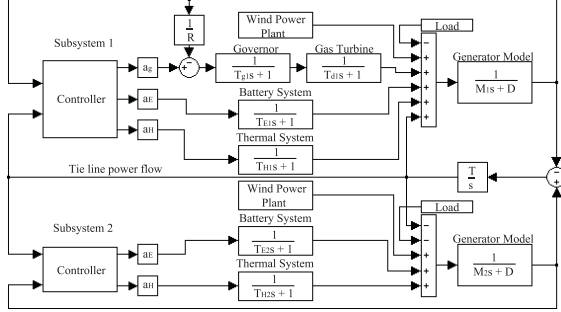 1
R
Wind Power
Plant
Load
Subsystem 1
Governor
Gas Turbine
Generator Model
Controller
ag
1
Tg1s + 1
1
Td1s + 1
1
M1s + D
Battery System
aE
1
TE1s + 1
aH
Thermal System
1
TH1s + 1
Tie line power flow
T
s
Wind Power
Plant
Load
Subsystem 2
Battery System
Generator Model
Controller
aE
1
TE2s + 1
1
M2s + D
Thermal System
aH
1
TH2s + 1